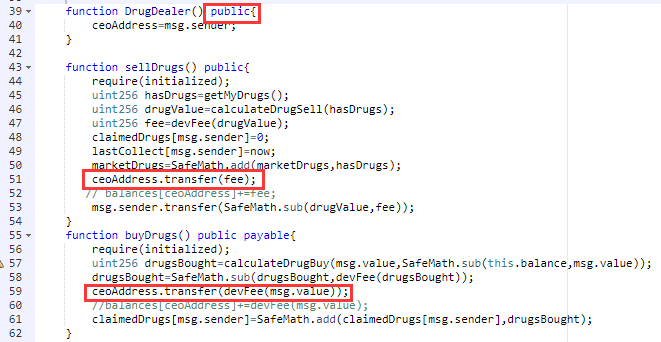 39 function DrugDealer() public{
40 ceoAddress=msg.sender;
41 }
42
43 function sellDrugs() public{
44 require(initialized);
45 uint256 hasDrugs=getMyDrugs();
46 uint256 drugValue=calculateDrugSell(hasDrugs);
47 uint256 fee=devFee(drugValue);
48 claimedDrugs[msg.sender]=0;
49 lastCollect[msg.sender]=now;
50 marketDrugs=SafeMath.add(marketDrugs,hasDrugs);
51 ceoAddress.transfer(fee);
52 // balances[ceoAddress]+=fee;
53 msg.sender.transfer(SafeMath.sub(drugValue,fee));
54 }
55 function buyDrugs() public payable{
56 require(initialized);
57 uint256 drugsBought=calculateDrugBuy(msg.value,SafeMath.sub(this.balance,msg.value));
58 drugsBought=SafeMath.sub(drugsBought,devFee(drugsBought));
59 ceoAddress.transfer(devFee(msg.value));
60 //balances[ceoAddress]+=devFee(msg.value);
61 claimedDrugs[msg.sender]=SafeMath.add(claimedDrugs[msg.sender],drugsBought);
62 }